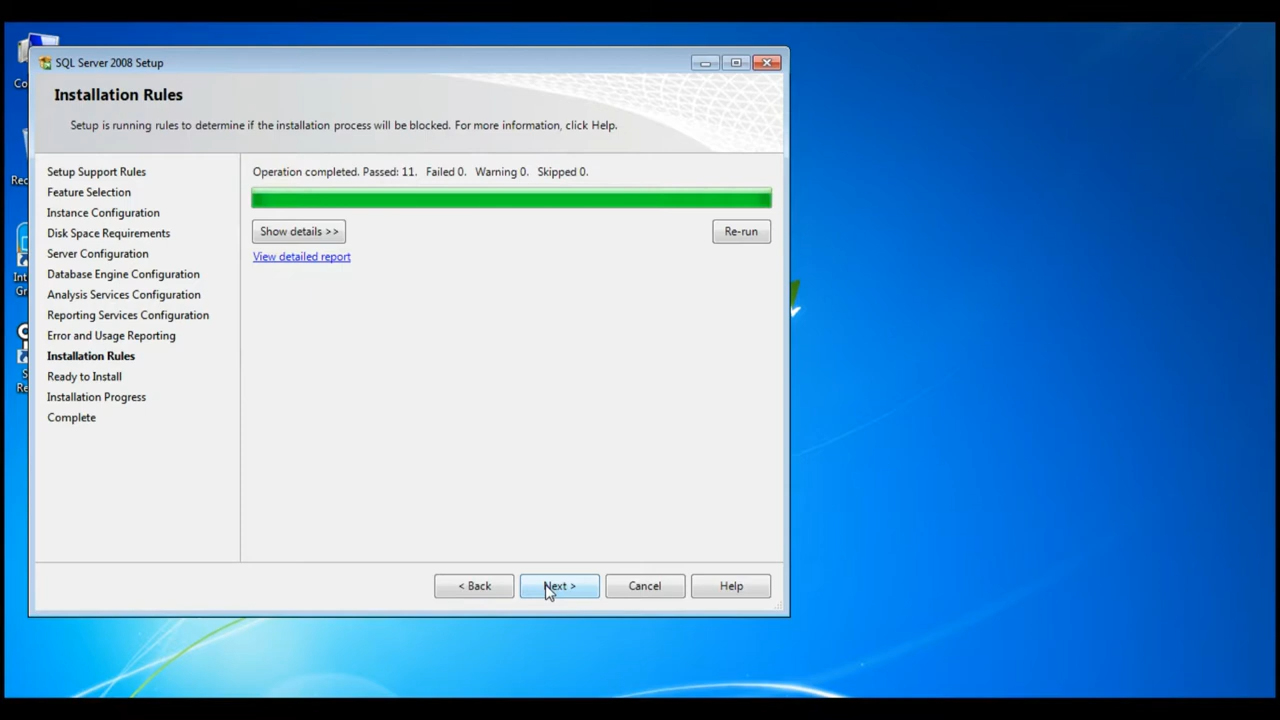 SQL Server 2008 Setup
Installation Rules
Setup is running rules to determine if the installation process will be blocked. For more information, click Help.
Setup Support Rules
Feature Selection
Instance Configuration
Disk Space Requirements
Server Configuration
Database Engine Configuration
Analysis Services Configuration
Reporting Services Configuration
Error and Usage Reporting
Installation Rules
Ready to Install
Installation Progress
Complete
Operation completed. Passed: 11. Failed 0. Warning 0. Skipped 0.
Show details >>
Re-run
View detailed report
< Back
Next >
Cancel
Help